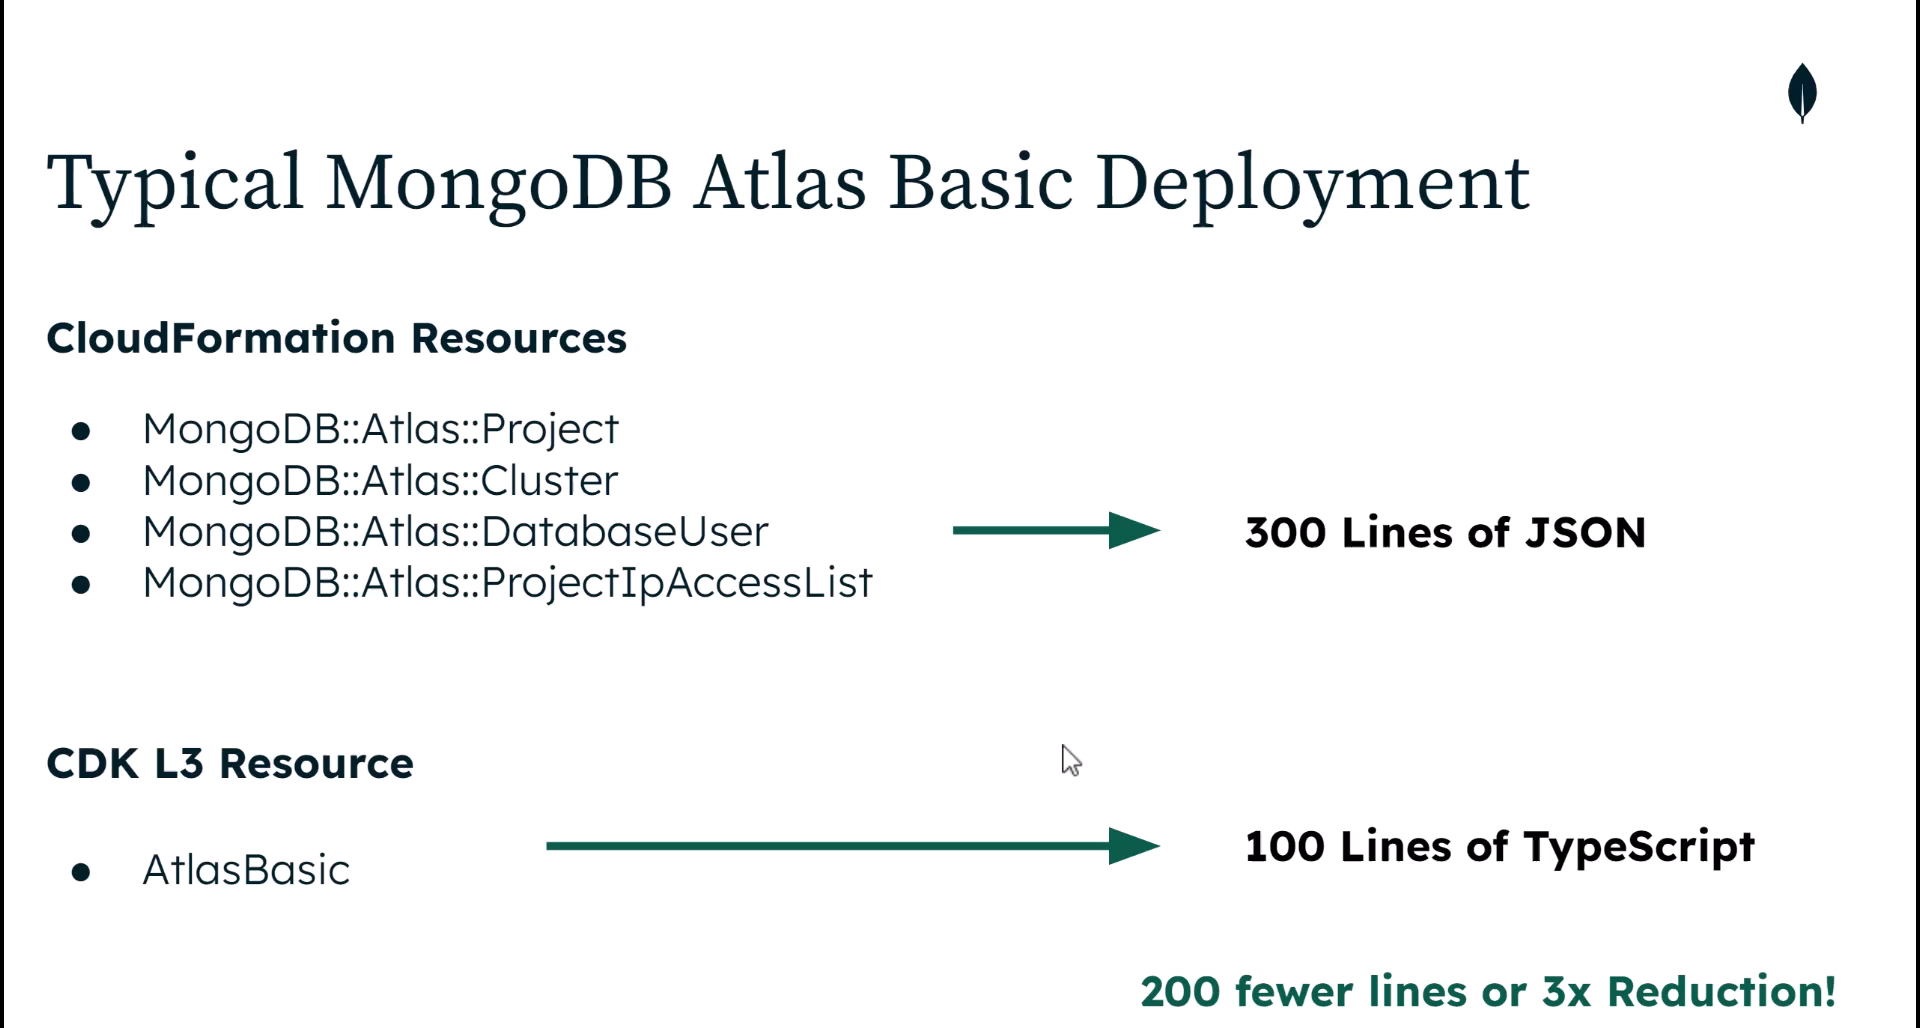 Typical MongoDB Atlas Basic Deployment
CloudFormation Resources
● MongoDB::Atlas::Project
● MongoDB::Atlas::Cluster
● MongoDB::Atlas::DatabaseUser
● MongoDB::Atlas::ProjectIpAccessList
300 Lines of JSON
CDK L3 Resource
● AtlasBasic
100 Lines of TypeScript
200 fewer lines or 3x Reduction!